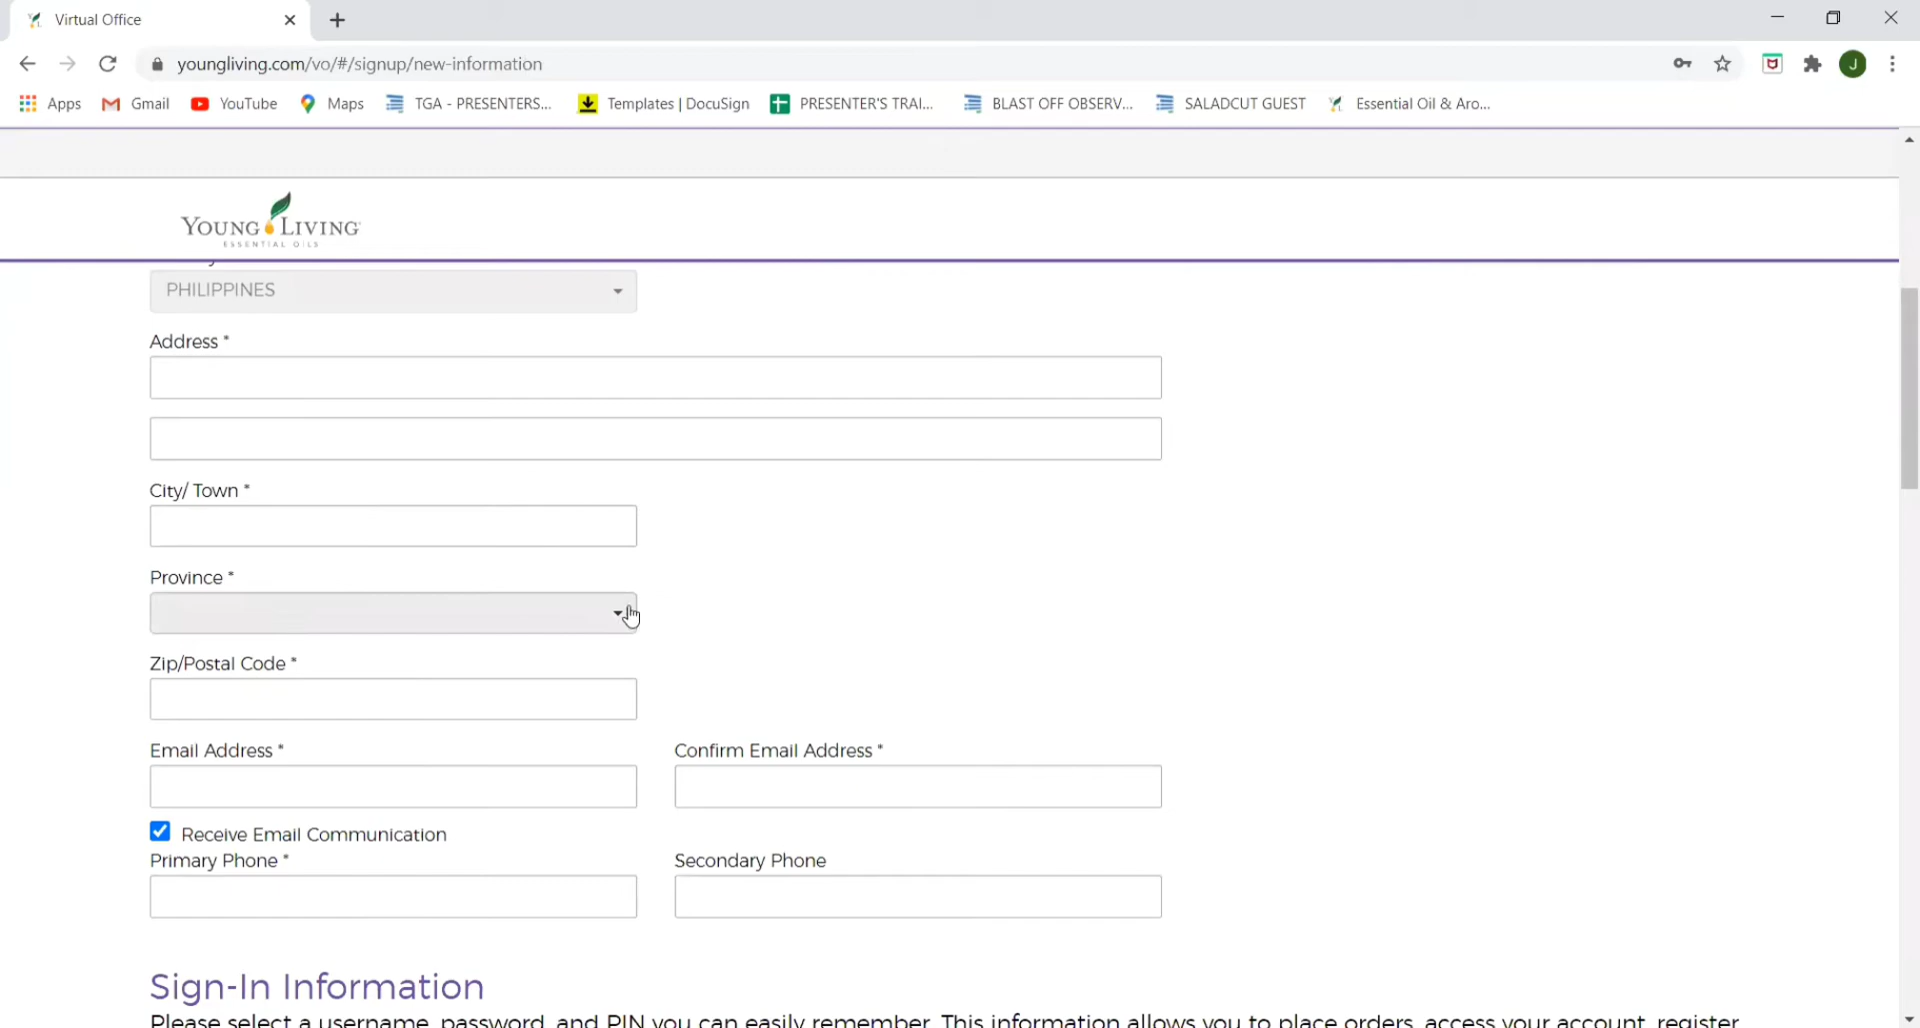 Virtual Office
youngliving.com/vo/#/signup/new-information
J
Apps Gmail YouTube Maps TGA - PRESENTERS... Templates | DocuSign PRESENTER'S TRAI... BLAST OFF OBSERV... SALADCUT GUEST Essential Oil & Aro...
YOUNG LIVING
ESSENTIAL OILS
PHILIPPINES
Address *
City/ Town *
Province *
Zip/Postal Code *
Email Address * Confirm Email Address *
Receive Email Communication
Primary Phone * Secondary Phone
Sign-In Information
Please select a username, password, and PIN you can easily remember. This information allows you to place orders, access your account, register